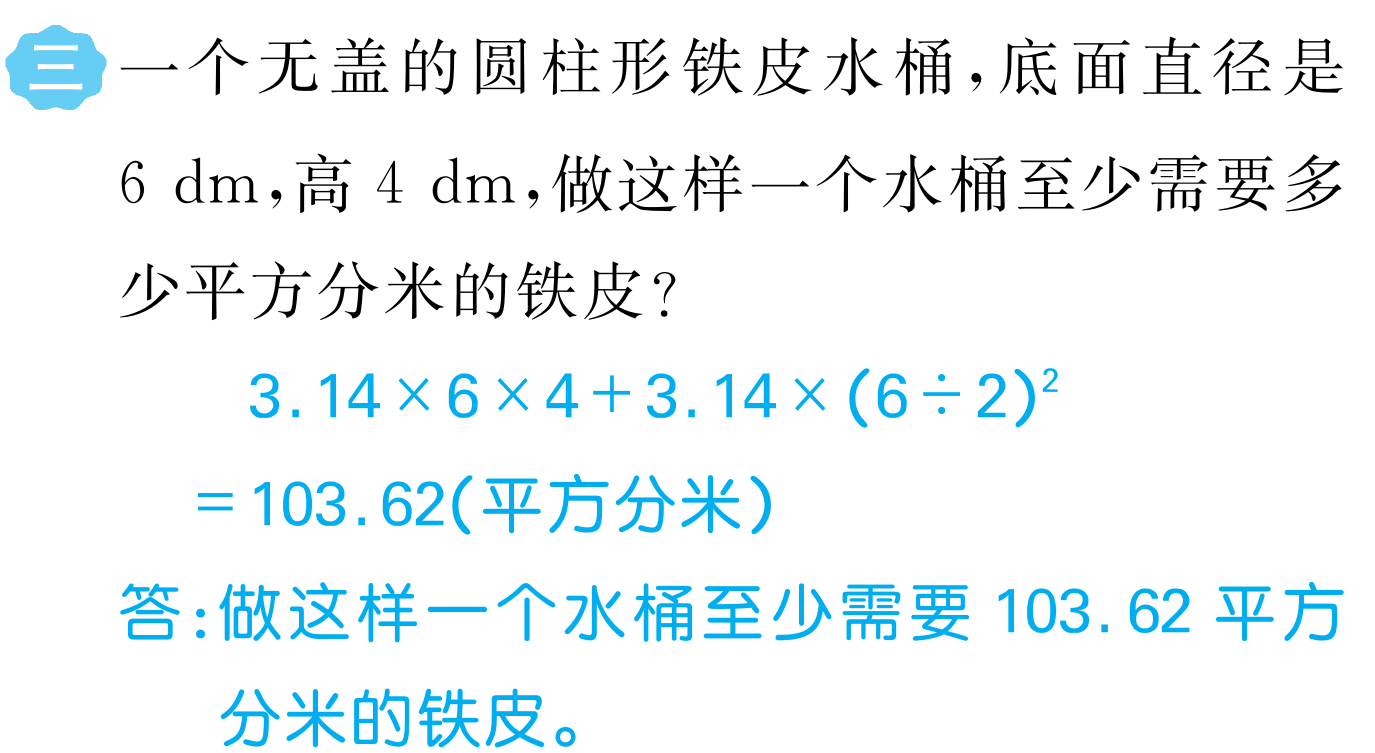 三 一个无盖的圆柱形铁皮水桶,底面直径是
6 dm,高 4 dm,做这样一个水桶至少需要多
少平方分米的铁皮?
3.14×6×4+3.14×(6÷2)²
=103.62(平方分米)
答:做这样一个水桶至少需要 103.62 平方
分米的铁皮。